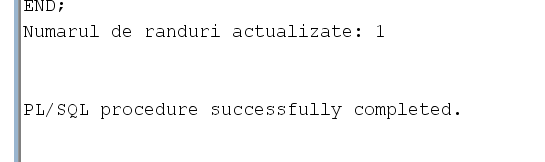 END;
Numarul de randuri actualizate: 1
PL/SQL procedure successfully completed.